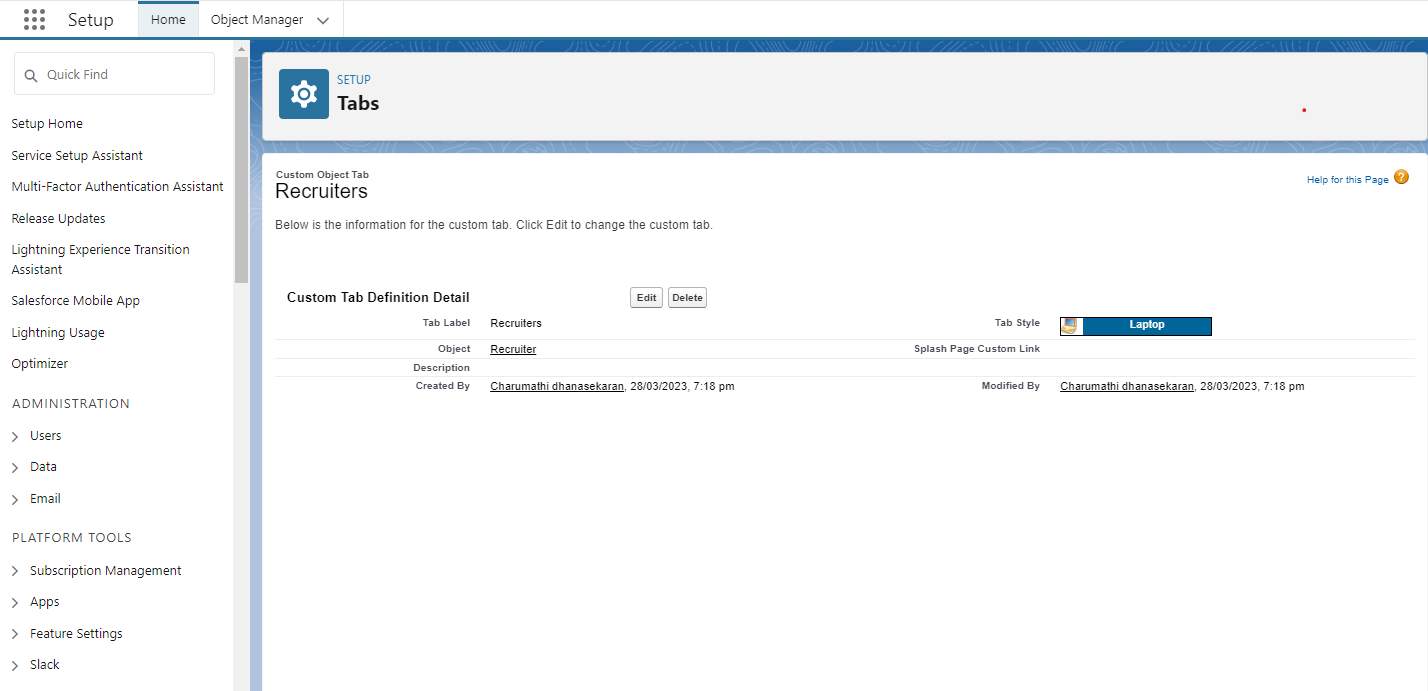 Setup
Home
Object Manager
Quick Find
Setup Home
Service Setup Assistant
Multi-Factor Authentication Assistant
Release Updates
Lightning Experience Transition
Assistant
Salesforce Mobile App
Lightning Usage
Optimizer
ADMINISTRATION
Users
Data
Email
PLATFORM TOOLS
Subscription Management
Apps
Feature Settings
Slack
SETUP
Tabs
Custom Object Tab
Recruiters
Help for this Page ?
Below is the information for the custom tab. Click Edit to change the custom tab.
Custom Tab Definition Detail Edit Delete
Tab Label Recruiters Tab Style Laptop
Object Recruiter Splash Page Custom Link
Description
Created By Charumathi dhanasekaran, 28/03/2023, 7:18 pm Modified By Charumathi dhanasekaran, 28/03/2023, 7:18 pm